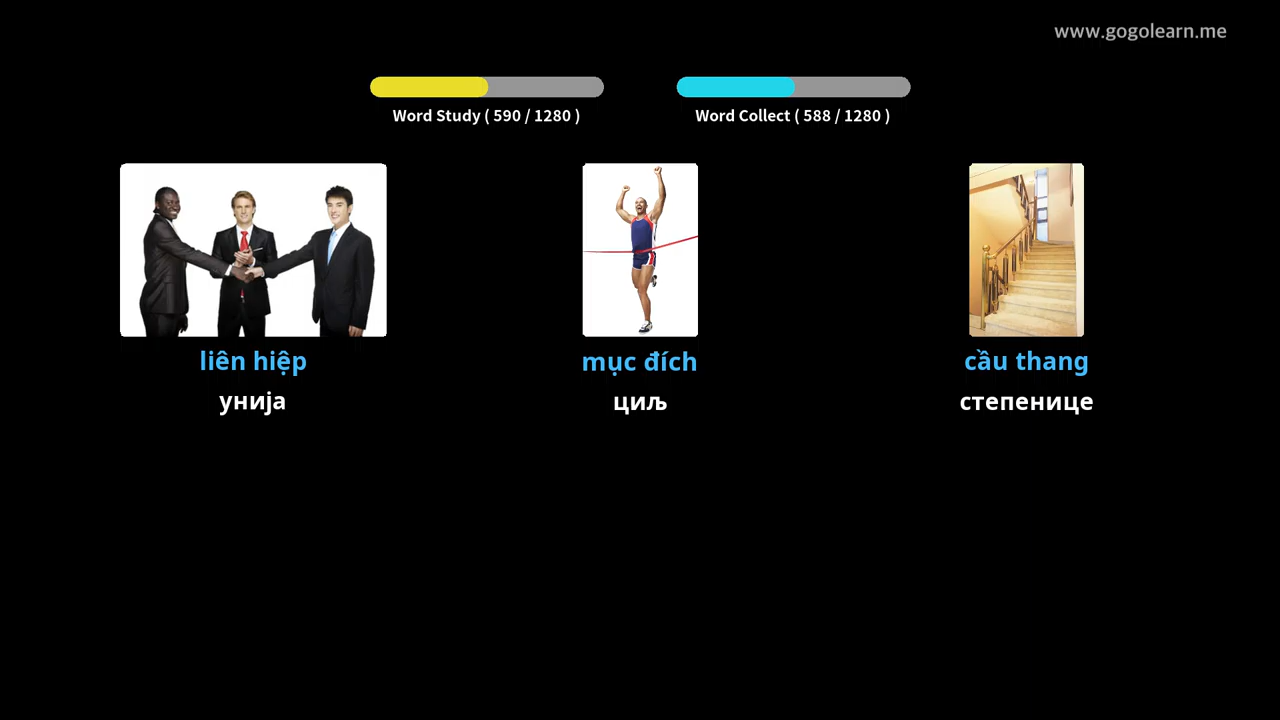 www.gogolearn.me
Word Study ( 590 / 1280 )
Word Collect ( 588 / 1280 )
liên hiệp
унија
mục đích
циљ
cầu thang
степенице